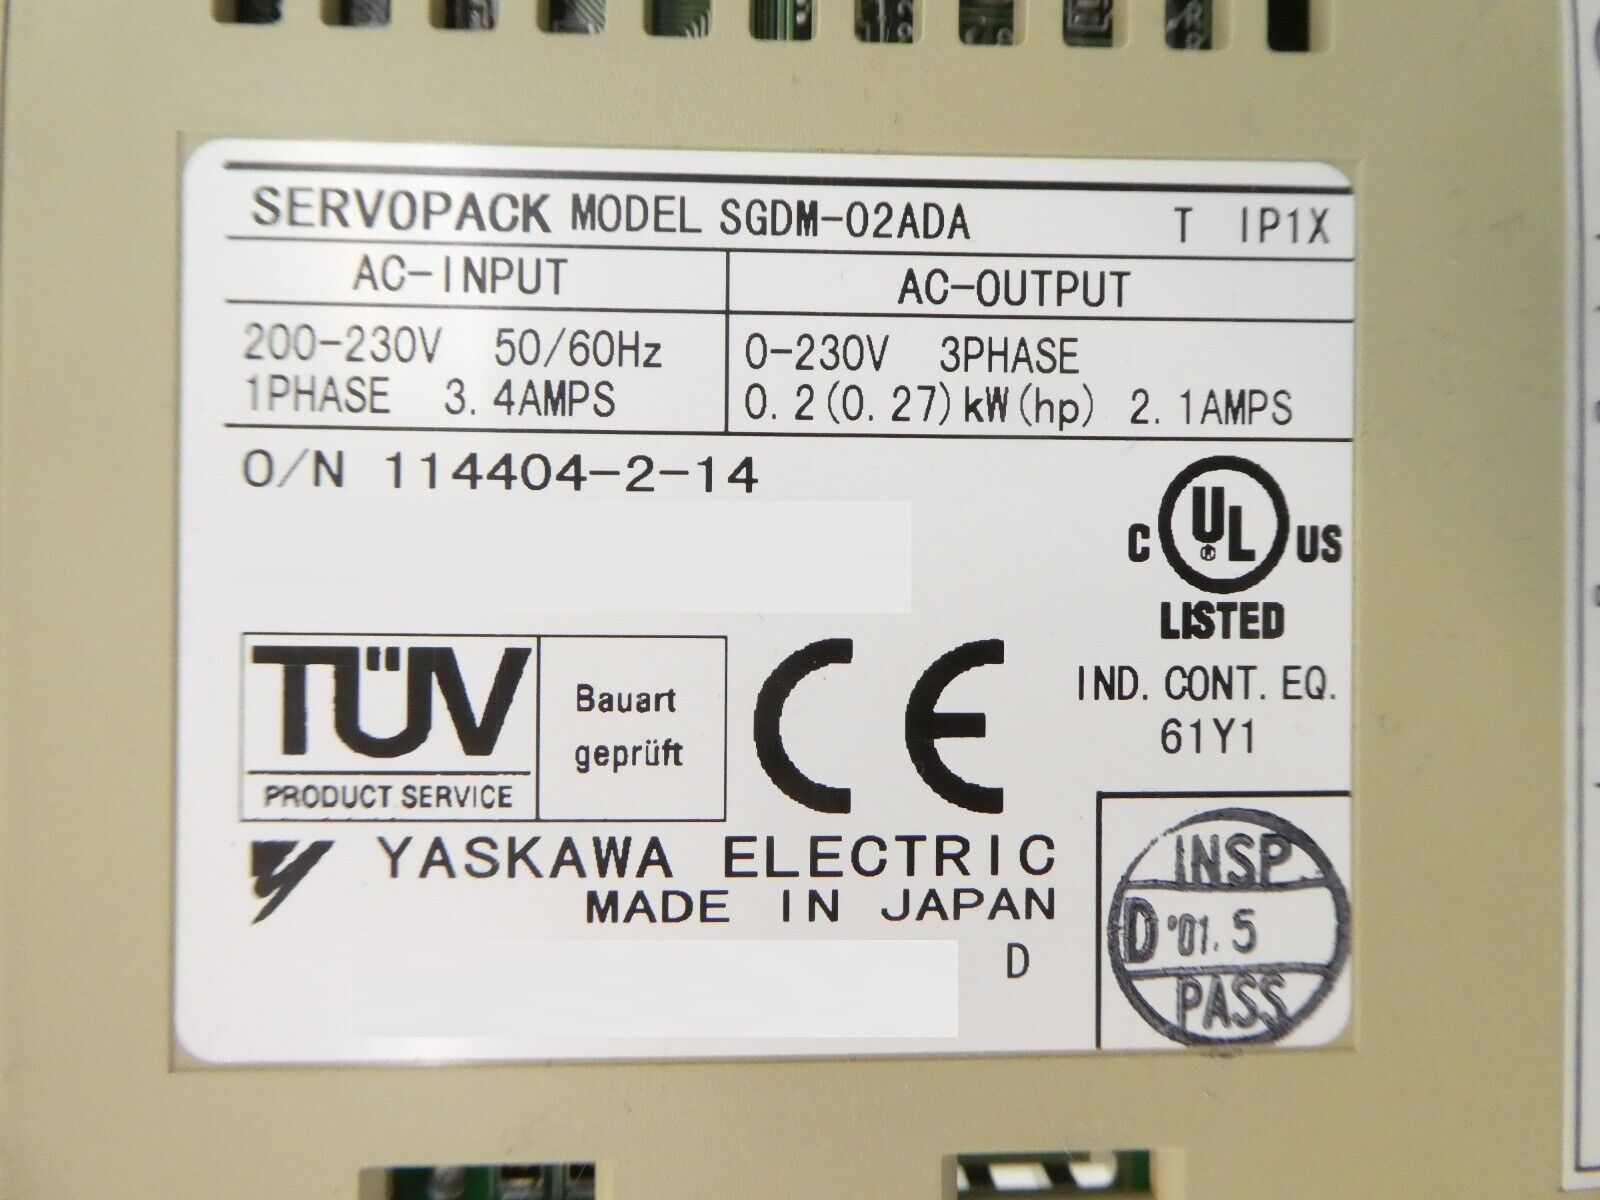 SERVOPACK MODEL SGDM-02ADA T IP1X
AC-INPUT
AC-OUTPUT
200-230V 50/60Hz
1PHASE 3.4AMPS
0-230V 3PHASE
0.2(0.27)kW(hp) 2.1AMPS
O/N 114404-2-14
C UL® US
LISTED
IND. CONT. EQ.
61Y1
TÜV
PRODUCT SERVICE
Bauart
geprüft
CE
YASKAWA ELECTRIC
MADE IN JAPAN
D
INSP.
D '01.5
PASS